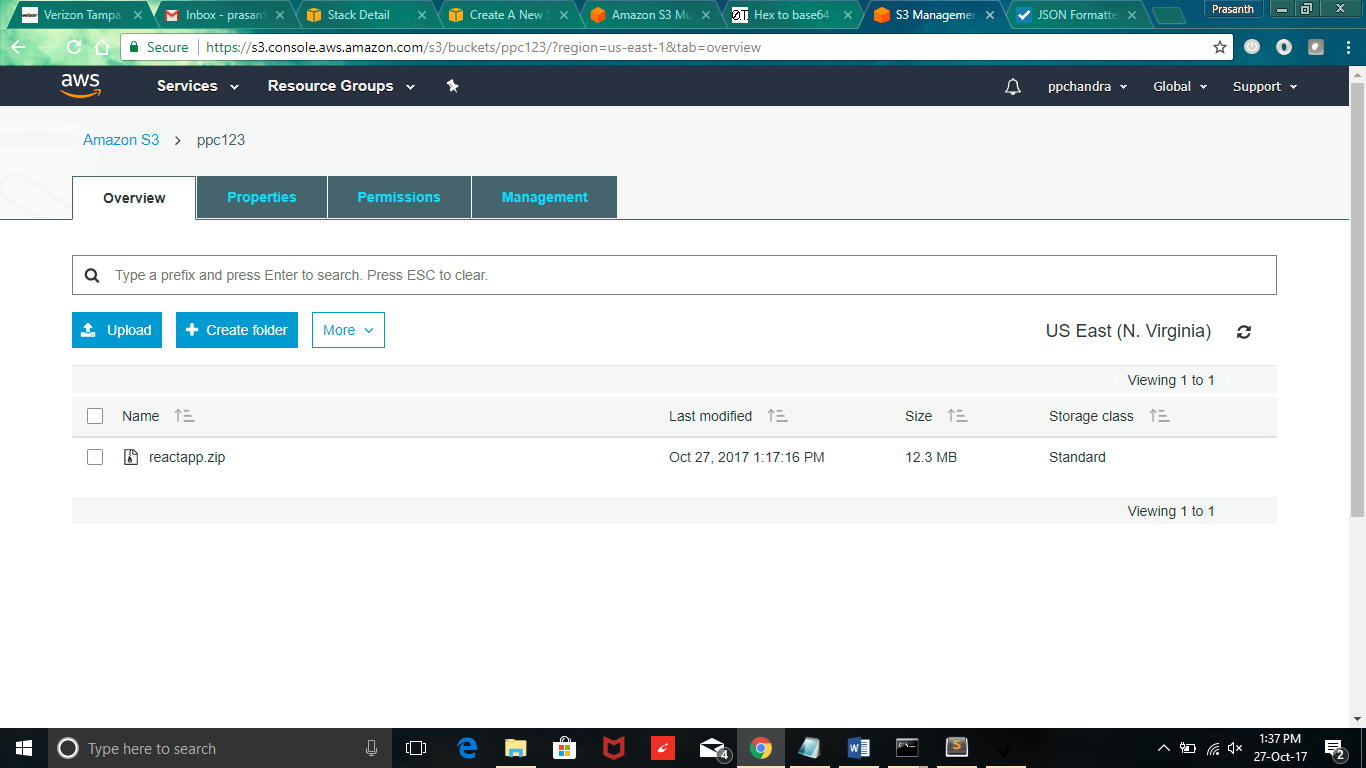 Verizon Tampa
Inbox - prasant
Stack Detail
Create A New S
Amazon S3 Mu
Hex to base64
S3 Managemen
JSON Formatte
Prasanth
Secure
https://s3.console.aws.amazon.com/s3/buckets/ppc123/?region=us-east-1&tab=overview
aws
Services
Resource Groups
ppchandra
Global
Support
Amazon S3 > ppc123
Overview
Properties
Permissions
Management
Type a prefix and press Enter to search. Press ESC to clear.
Upload
Create folder
More
US East (N. Virginia)
Viewing 1 to 1
Name
Last modified
Size
Storage class
reactapp.zip
Oct 27, 2017 1:17:16 PM
12.3 MB
Standard
Viewing 1 to 1
Type here to search
4
1:37 PM
27-Oct-17
2